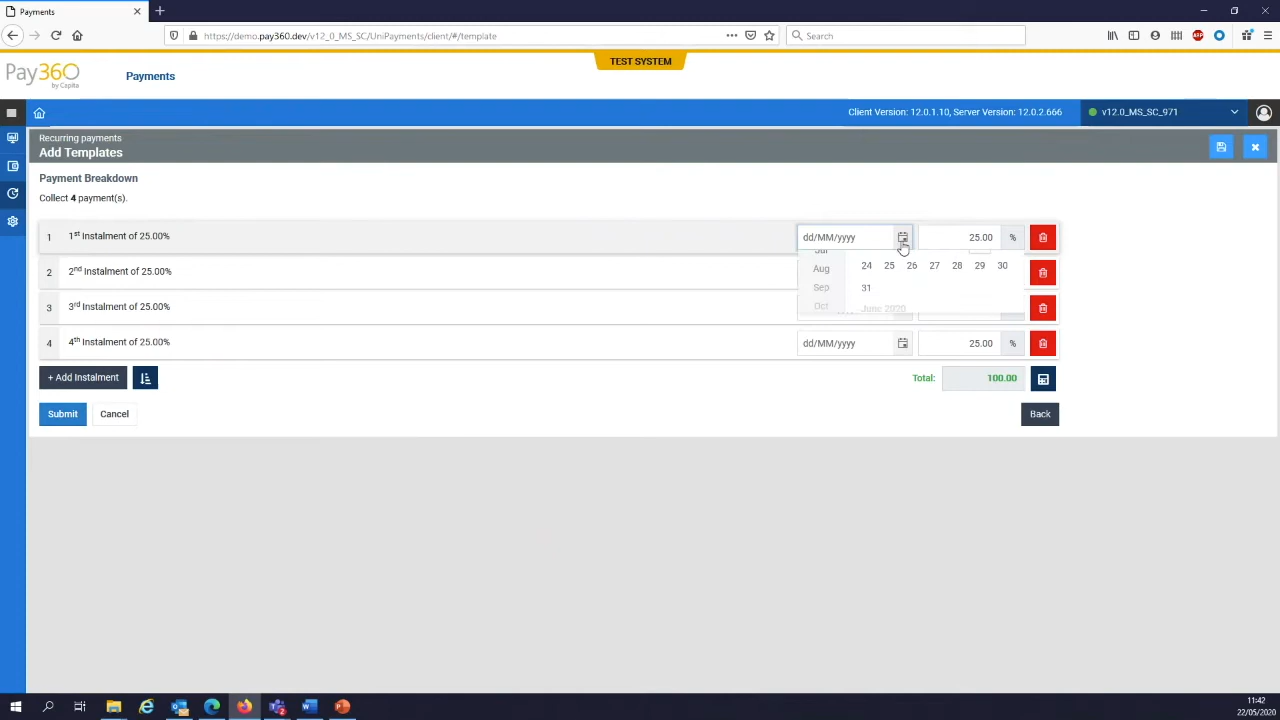 Payments
https://demo.pay360.dev/v12_0_MS_SC/UniPayments/client/#/template
Search
TEST SYSTEM
Pay360
by Capita
Payments
Client Version: 12.0.1.10, Server Version: 12.0.2.666
v12.0_MS_SC_971
Recurring payments
Add Templates
Payment Breakdown
Collect 4 payment(s).
1 1st Instalment of 25.00% dd/MM/yyyy 25.00 %
Jul
Aug 24 25 26 27 28 29 30
2 2nd Instalment of 25.00%
Sep 31
3 3rd Instalment of 25.00%
Oct June 2020
4 4th Instalment of 25.00% dd/MM/yyyy 25.00 %
+ Add Instalment Total: 100.00
Submit Cancel Back
11:42
22/05/2020